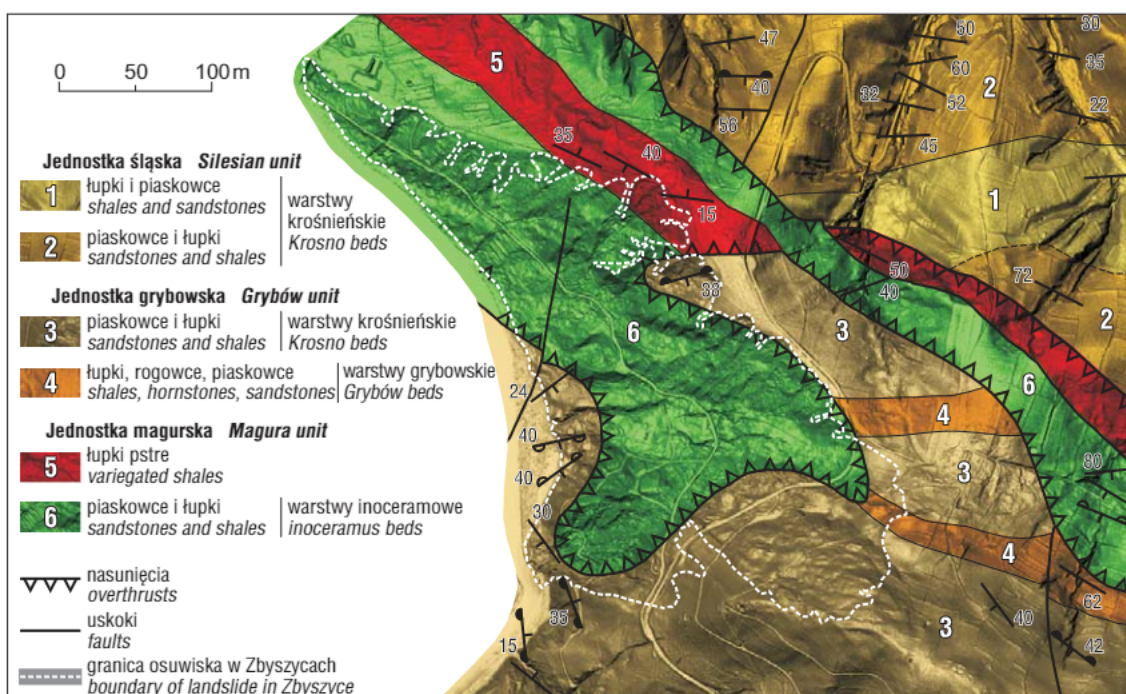 0 50 100 m
Jednostka śląska Silesian unit
1 łupki i piaskowce
shales and sandstones
2 piaskowce i łupki
sandstones and shales
warstwy
krośnieńskie
Krosno beds
Jednostka grybowska Grybów unit
3 piaskowce i łupki
sandstones and shales
warstwy krośnieńskie
Krosno beds
4 łupki, rogowce, piaskowce
shales, hornstones, sandstones
warstwy grybowskie
Grybów beds
Jednostka magurska Magura unit
5 łupki pstre
variegated shales
6 piaskowce i łupki
sandstones and shales
warstwy inoceramowe
inoceramus beds
nasunięcia
overthrusts
uskoki
faults
granica osuwiska w Zbyszycach
boundary of landslide in Zbyszyce
50
30
47
5
60
35
2
40
32
52
22
56
45
35
40
1
15
50
72
40
38
3
2
6
6
24
4
40
3
80
40
30
4
62
35
40
3
15
42